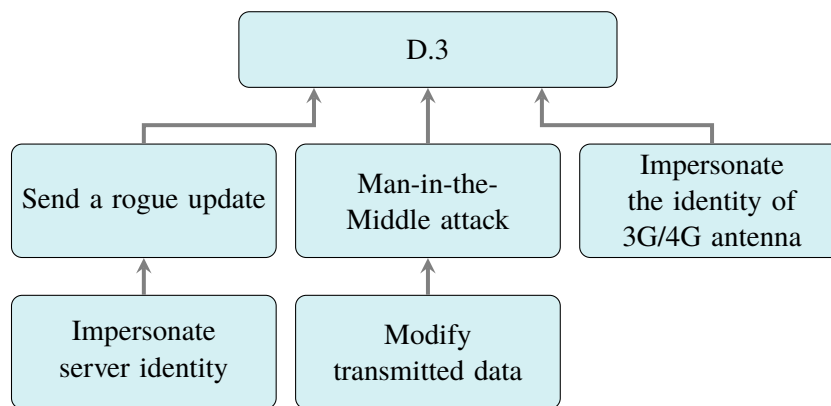 D.3
Send a rogue update
Man-in-the-
Middle attack
Impersonate
the identity of
3G/4G antenna
Impersonate
server identity
Modify
transmitted data